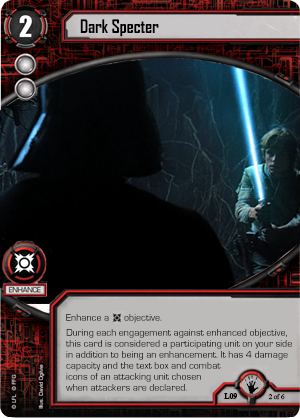 2
Dark Specter
ENHANCE
Enhance a objective.
During each engagement against enhanced objective,
this card is considered a participating unit on your side
in addition to being an enhancement. It has 4 damage
capacity and the text box and combat
icons of an attacking unit chosen
when attackers are declared.
L09
2 of 6
© LFL © FFG